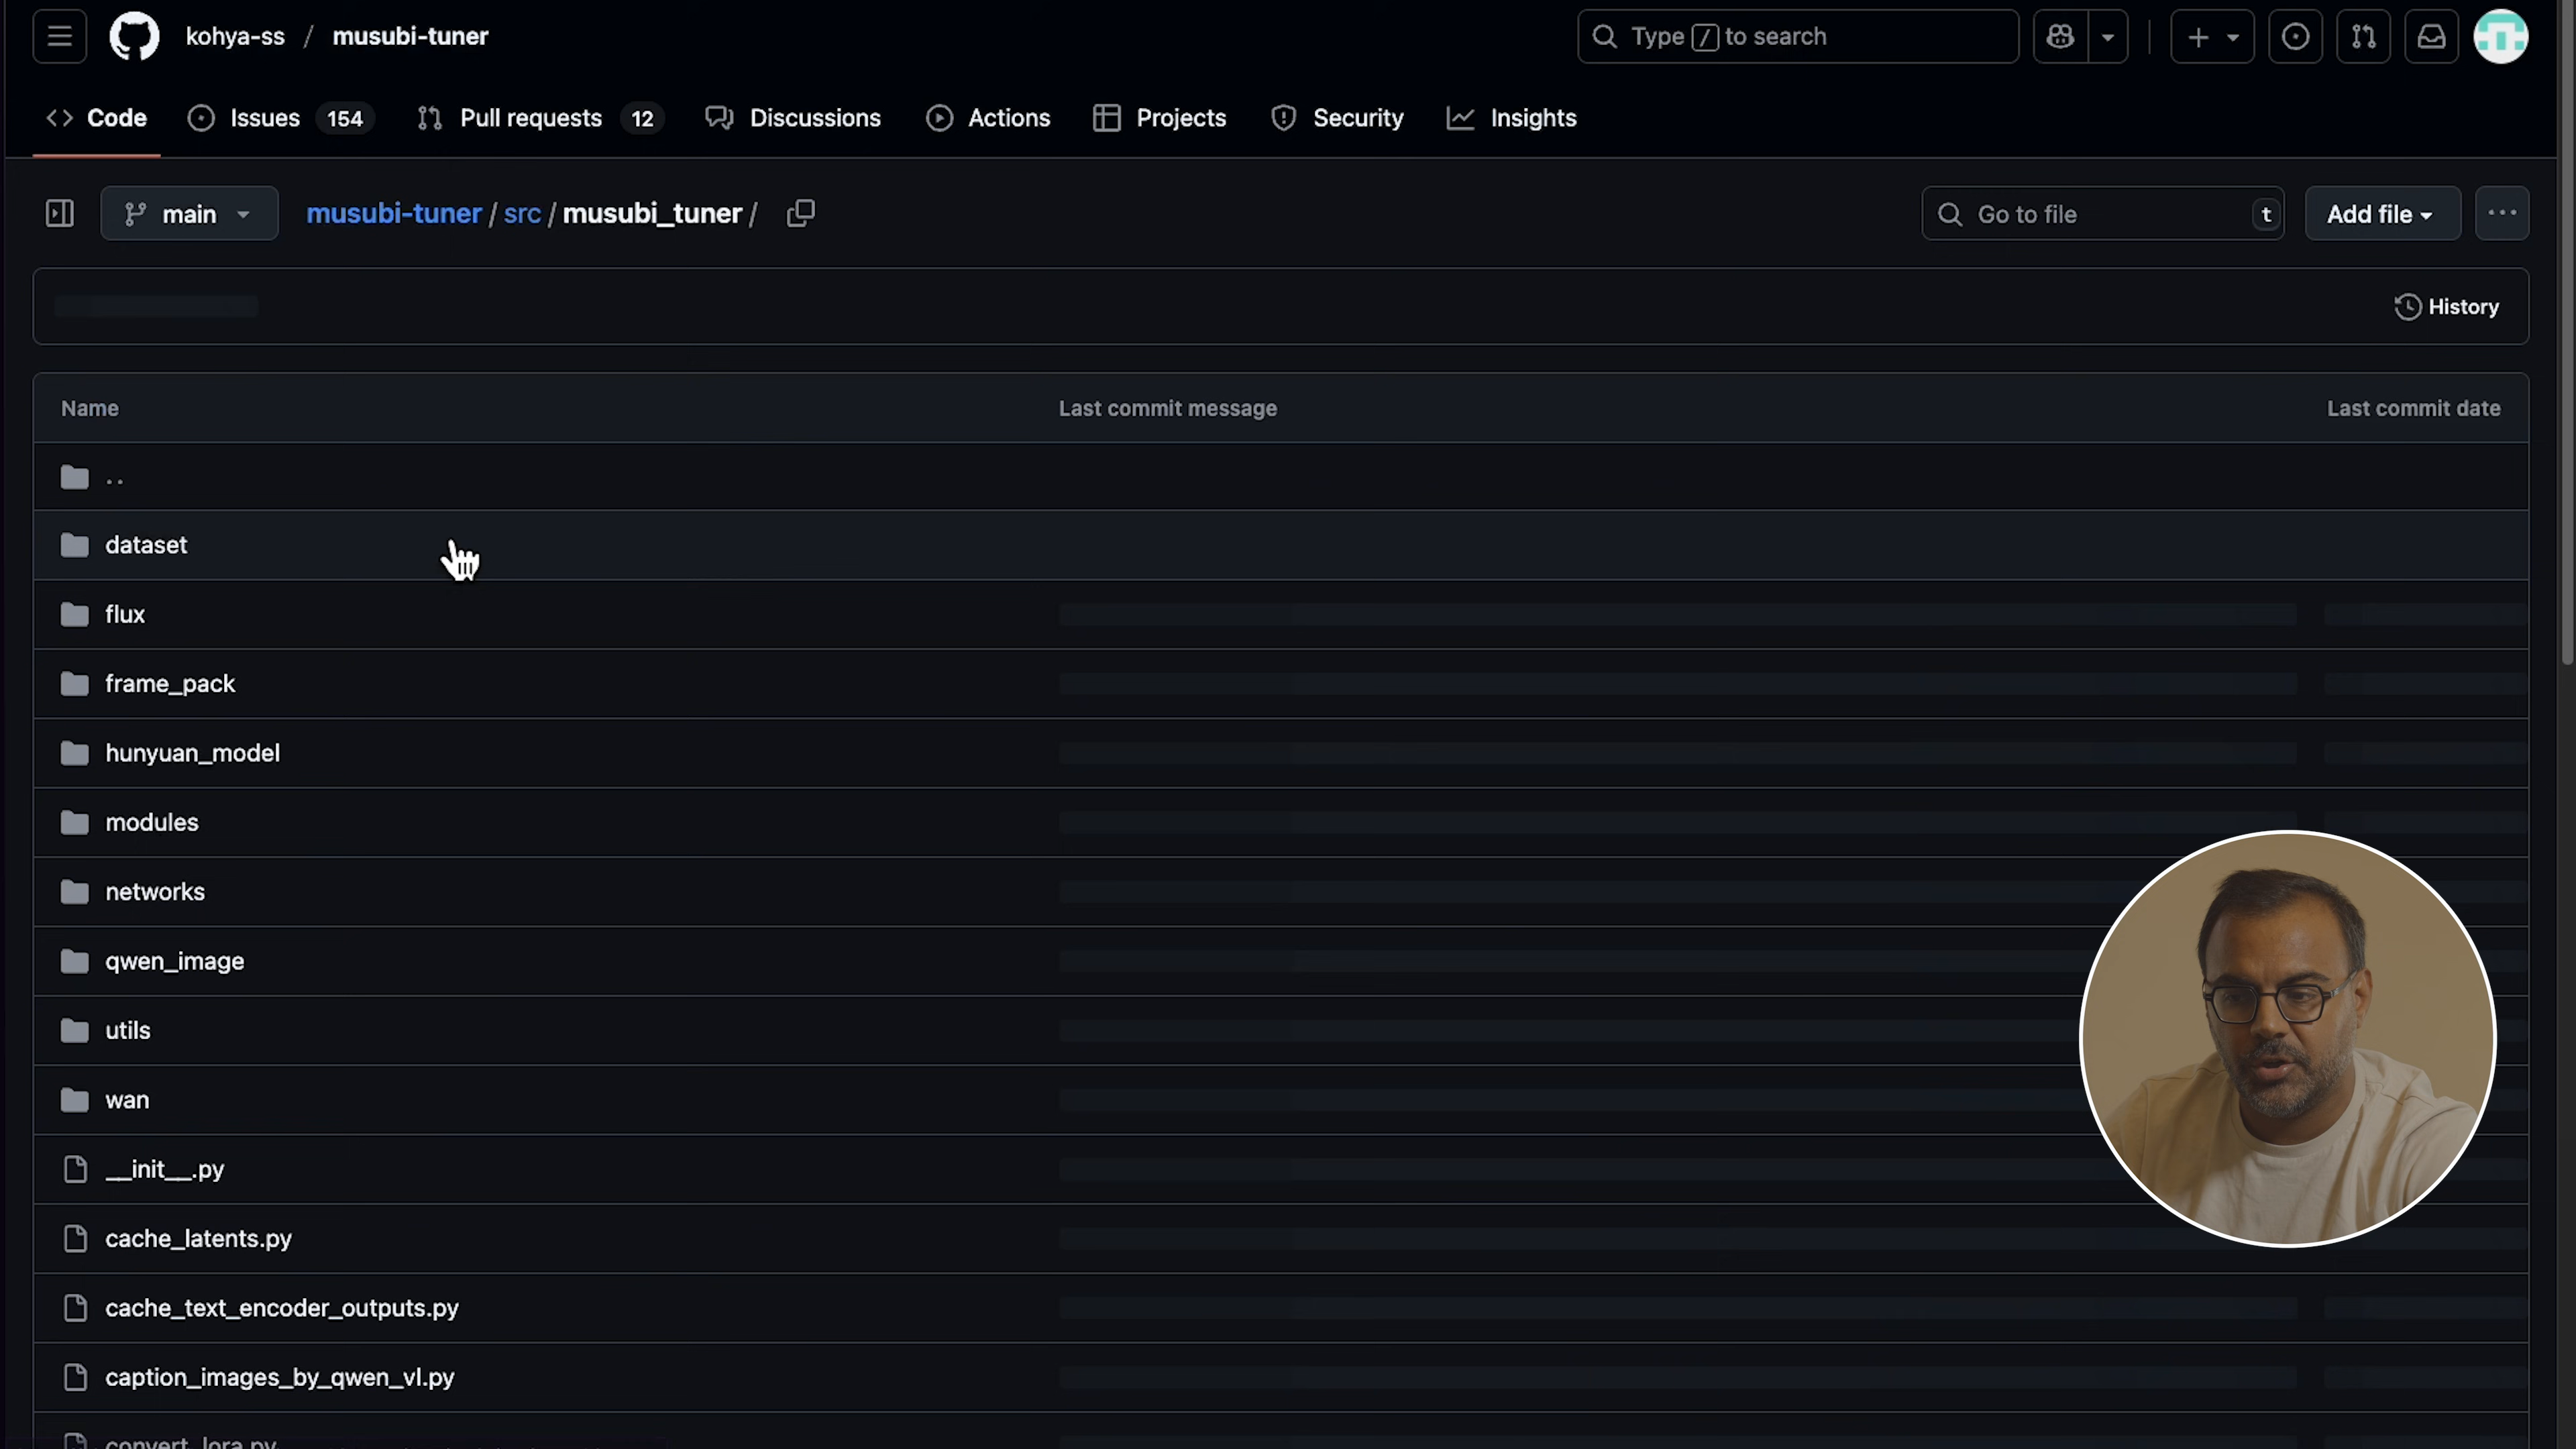 kohya-ss / musubi-tuner
Type / to search
Code
Issues 154
Pull requests 12
Discussions
Actions
Projects
Security
Insights
main
musubi-tuner / src / musubi_tuner /
Go to file
t
Add file
History
Name
Last commit message
Last commit date
..
dataset
flux
frame_pack
hunyuan_model
modules
networks
qwen_image
utils
wan
__init__.py
cache_latents.py
cache_text_encoder_outputs.py
caption_images_by_qwen_vl.py
convert_lora.py